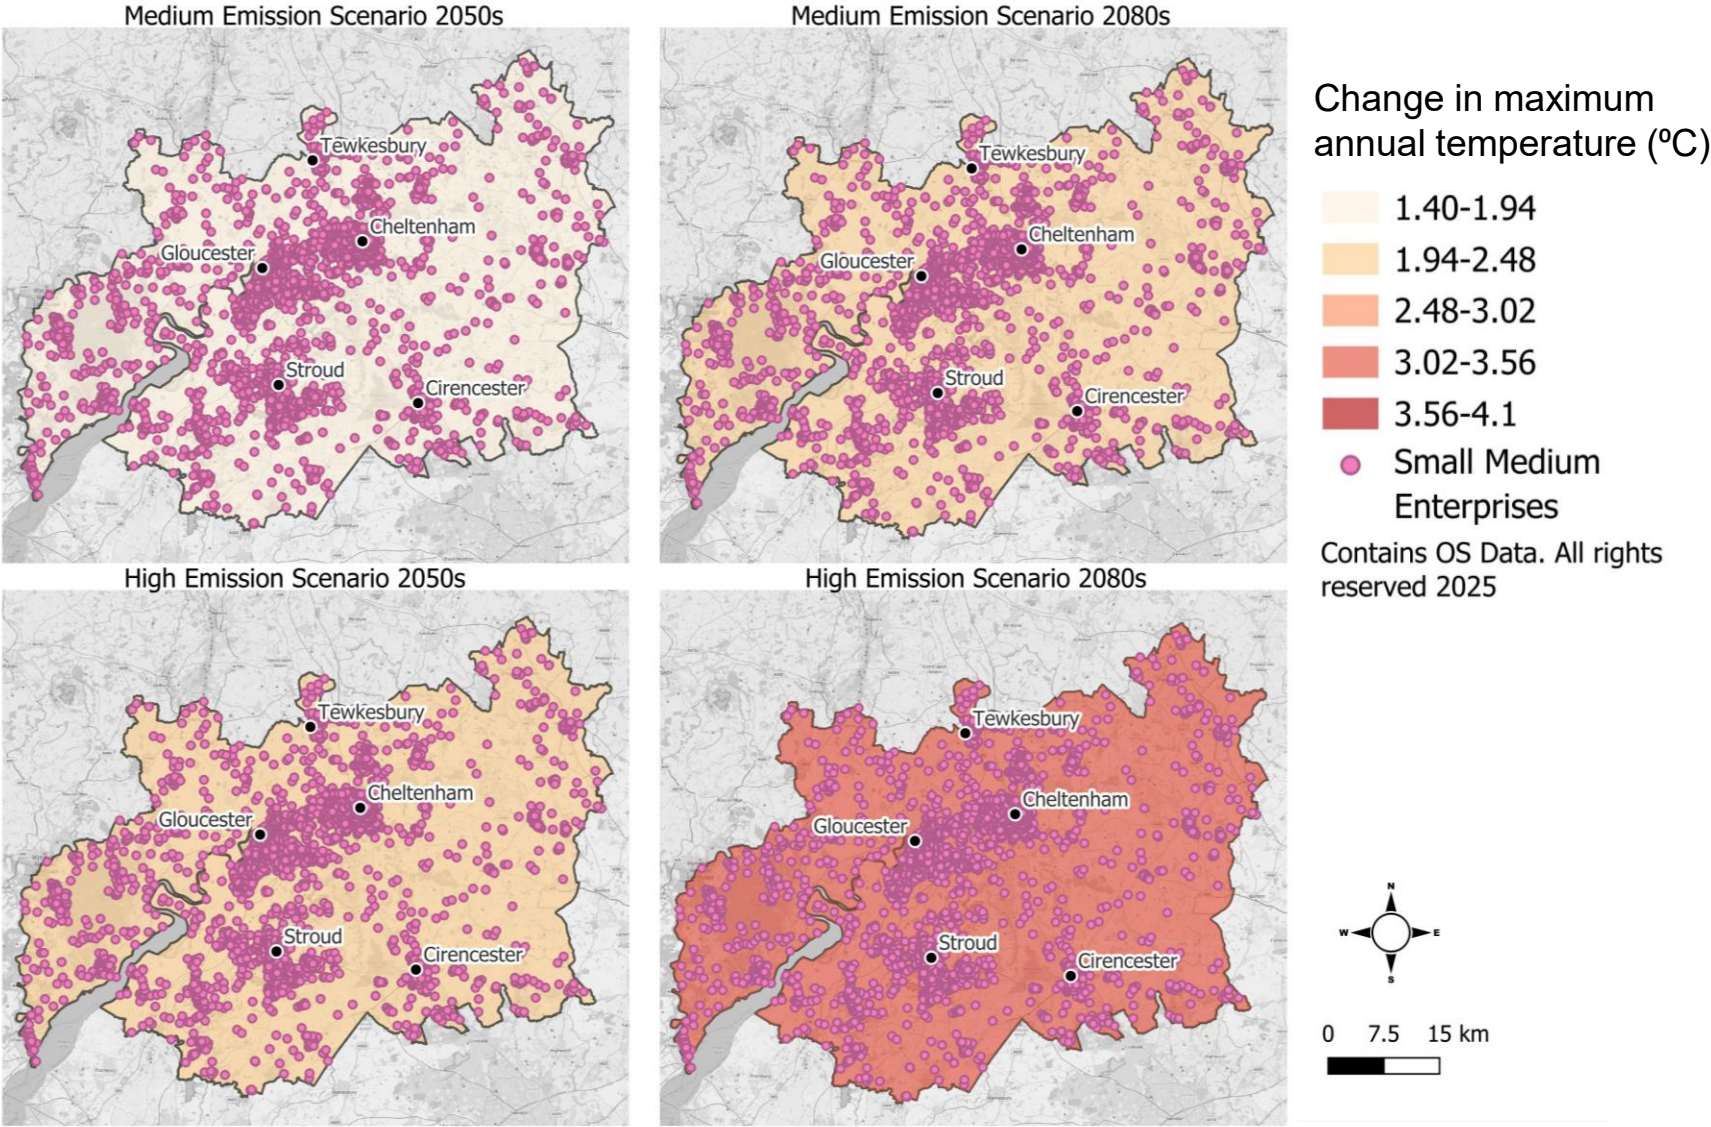 Medium Emission Scenario 2050s
Tewkesbury
Cheltenham
Gloucester
Stroud
Cirencester
Medium Emission Scenario 2080s
Tewkesbury
Cheltenham
Gloucester
Stroud
Cirencester
High Emission Scenario 2050s
Tewkesbury
Cheltenham
Gloucester
Stroud
Cirencester
High Emission Scenario 2080s
Tewkesbury
Cheltenham
Gloucester
Stroud
Cirencester
Change in maximum
annual temperature (ºC)
1.40-1.94
1.94-2.48
2.48-3.02
3.02-3.56
3.56-4.1
Small Medium
Enterprises
Contains OS Data. All rights
reserved 2025
N
W E
S
0 7.5 15 km